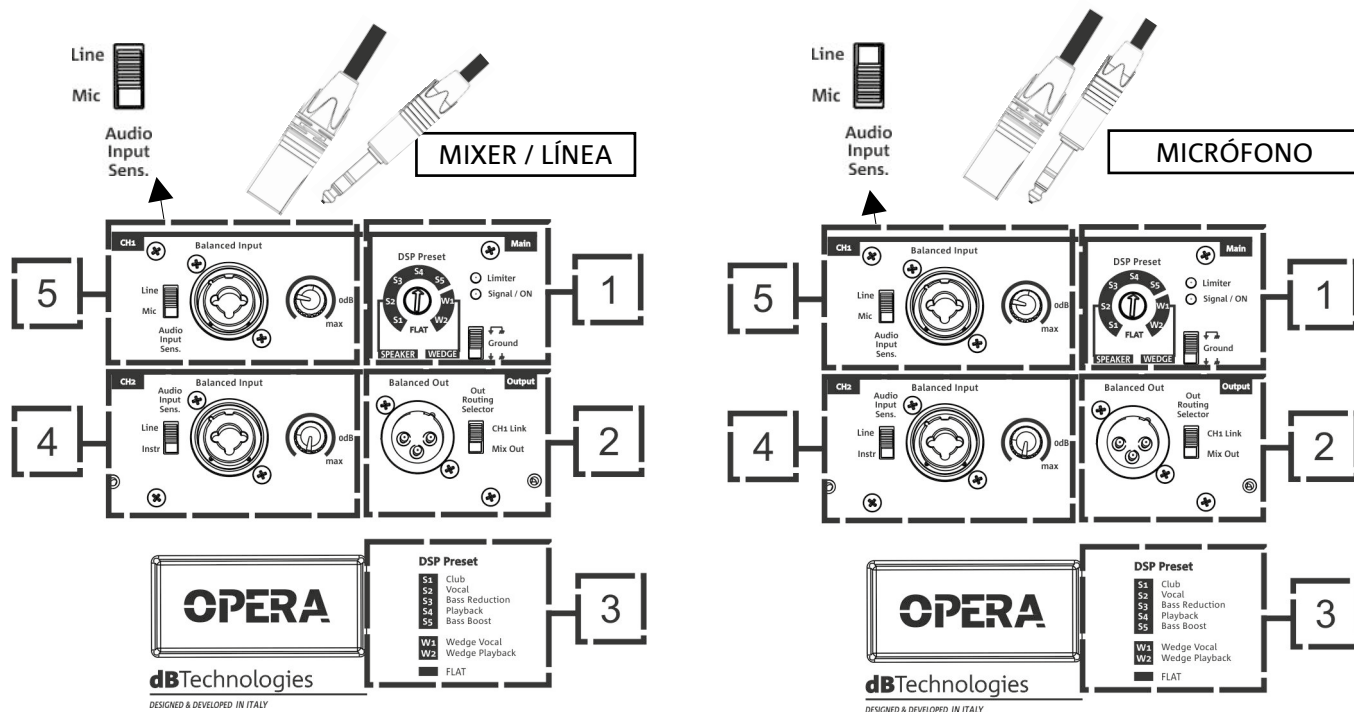 Line
Mic
Audio
Input
Sens.
MIXER / LÍNEA
5
CH1
Balanced Input
Line
Mic
Audio
Input
Sens.
0dB
max
Main
DSP Preset
S1
S2
S3
S4
S5
W1
W2
FLAT
SPEAKER
WEDGE
Limiter
Signal / ON
Ground
1
4
CH2
Audio
Input
Sens.
Balanced Input
Line
Instr
0dB
max
Balanced Out
Output
Out
Routing
Selector
CH1 Link
Mix Out
2
OPERA
dBTechnologies
DESIGNED & DEVELOPED IN ITALY
DSP Preset
S1 Club
S2 Vocal
S3 Bass Reduction
S4 Playback
S5 Bass Boost
W1 Wedge Vocal
W2 Wedge Playback
FLAT
3
Line
Mic
Audio
Input
Sens.
MICRÓFONO
5
CH1
Balanced Input
Line
Mic
Audio
Input
Sens.
0dB
max
Main
DSP Preset
S1
S2
S3
S4
S5
W1
W2
FLAT
SPEAKER
WEDGE
Limiter
Signal / ON
Ground
1
4
CH2
Audio
Input
Sens.
Balanced Input
Line
Instr
0dB
max
Balanced Out
Output
Out
Routing
Selector
CH1 Link
Mix Out
2
OPERA
dBTechnologies
DESIGNED & DEVELOPED IN ITALY
DSP Preset
S1 Club
S2 Vocal
S3 Bass Reduction
S4 Playback
S5 Bass Boost
W1 Wedge Vocal
W2 Wedge Playback
FLAT
3